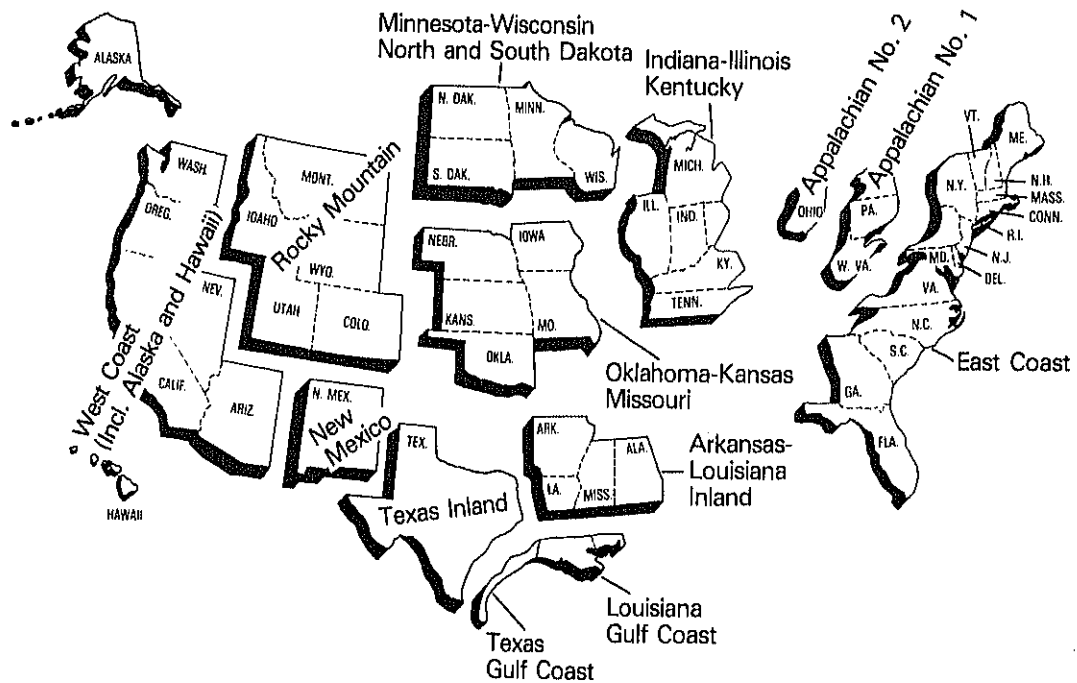 Minnesota-Wisconsin
North and South Dakota
Indiana-Illinois
Kentucky
Appalachian No. 2
Appalachian No. 1
ALASKA
WASH.
OREG.
NEV.
CALIF.
ARIZ.
West Coast
(Incl. Alaska and Hawaii)
HAWAII
MONT.
IDAHO
WYO.
UTAH
COLO.
Rocky Mountain
N. MEX.
New
Mexico
N. DAK.
MINN.
S. DAK.
WIS.
NEBR.
IOWA
KANS.
MO.
OKLA.
Oklahoma-Kansas
Missouri
MICH.
ILL.
IND.
KY.
TENN.
OHIO
PA.
W. VA.
VT.
ME.
N.Y.
N.H.
MASS.
CONN.
R.I.
N.J.
MD.
DEL.
VA.
N.C.
S.C.
GA.
FLA.
East Coast
TEX.
Texas Inland
ARK.
ALA.
LA.
MISS.
Arkansas-
Louisiana
Inland
Louisiana
Gulf Coast
Texas
Gulf Coast